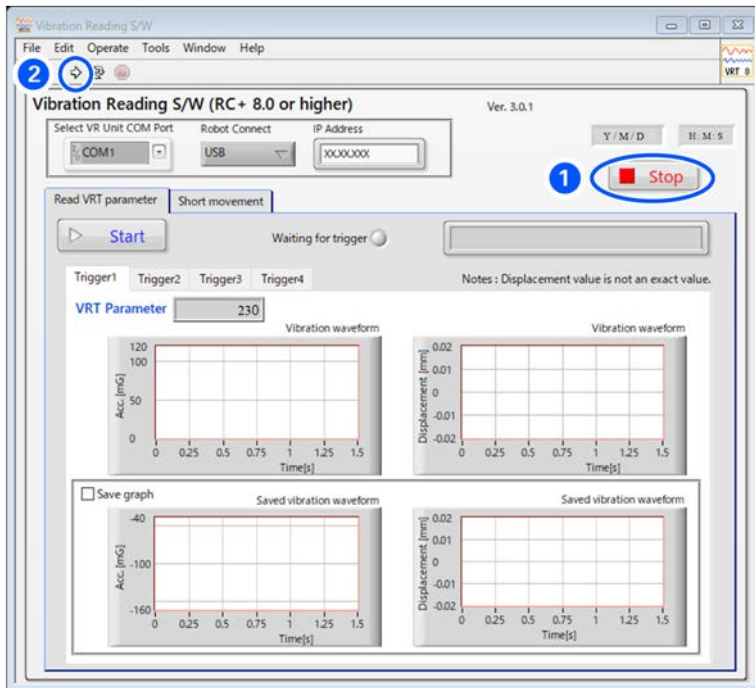 Vibration Reading S/W
File Edit Operate Tools Window Help
2
VRT 8
Vibration Reading S/W (RC+ 8.0 or higher)
Ver. 3.0.1
Select VR Unit COM Port Robot Connect IP Address
Y/M/D H:M:S
COM1 USB XX.XX.XXX
1 Stop
Read VRT parameter Short movement
Start Waiting for trigger
Trigger1 Trigger2 Trigger3 Trigger4 Notes : Displacement value is not an exact value.
VRT Parameter 230
Vibration waveform Vibration waveform
Acc. [mG]
120
100
50
0
0 0.25 0.5 0.75 1 1.25 1.5
Time[s]
Displacement [mm]
0.02
0.01
0
-0.01
-0.02
0 0.25 0.5 0.75 1 1.25 1.5
Time[s]
Save graph Saved vibration waveform Saved vibration waveform
Acc. [mG]
-40
-100
-160
0 0.25 0.5 0.75 1 1.25 1.5
Time[s]
Displacement [mm]
0.02
0.01
0
-0.01
-0.02
0 0.25 0.5 0.75 1 1.25 1.5
Time[s]